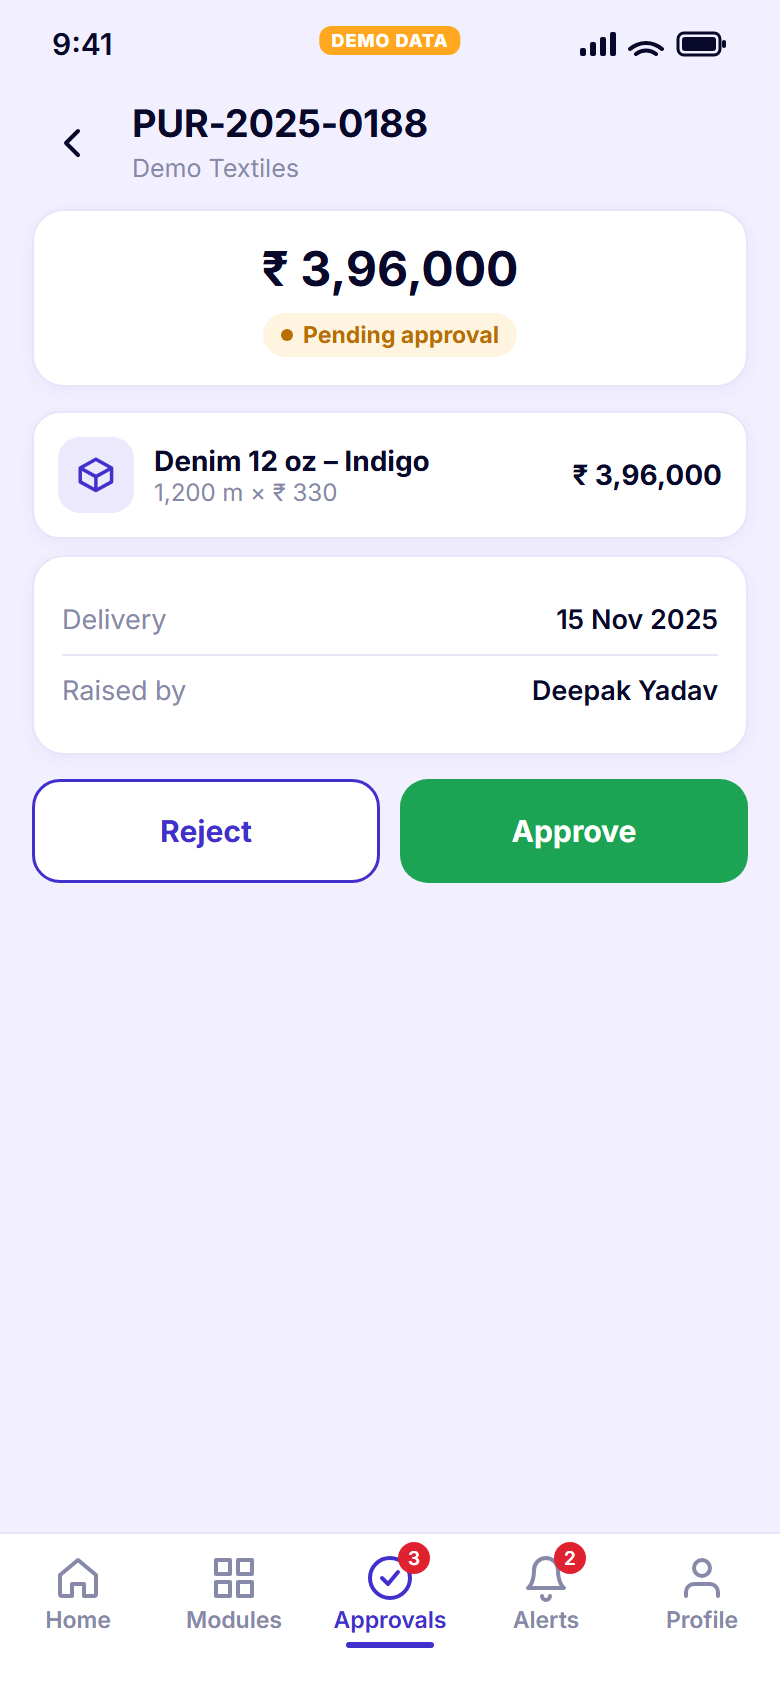 9:41
DEMO DATA
PUR-2025-0188
Demo Textiles
₹ 3,96,000
Pending approval
Denim 12 oz – Indigo
1,200 m × ₹ 330
₹ 3,96,000
Delivery
15 Nov 2025
Raised by
Deepak Yadav
Reject
Approve
3
2
Home
Modules
Approvals
Alerts
Profile